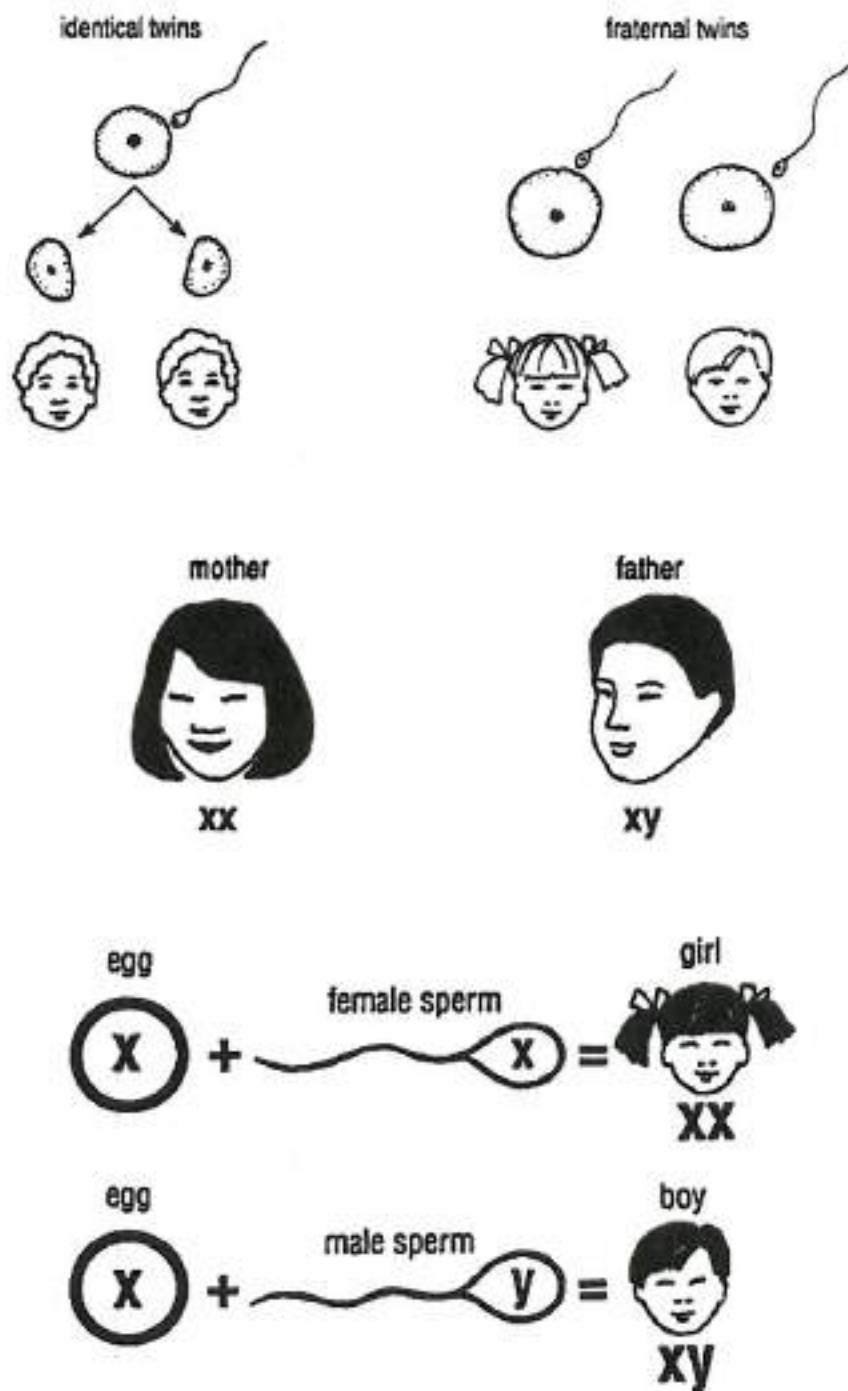 identical twins
fraternal twins
mother
father
xx
xy
egg
female sperm
girl
x + x =
xx
egg
male sperm
boy
x + y =
xy